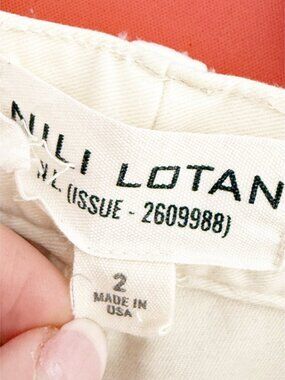 NILI LOTAN
N.L. (ISSUE - 2609988)
2
MADE IN
USA